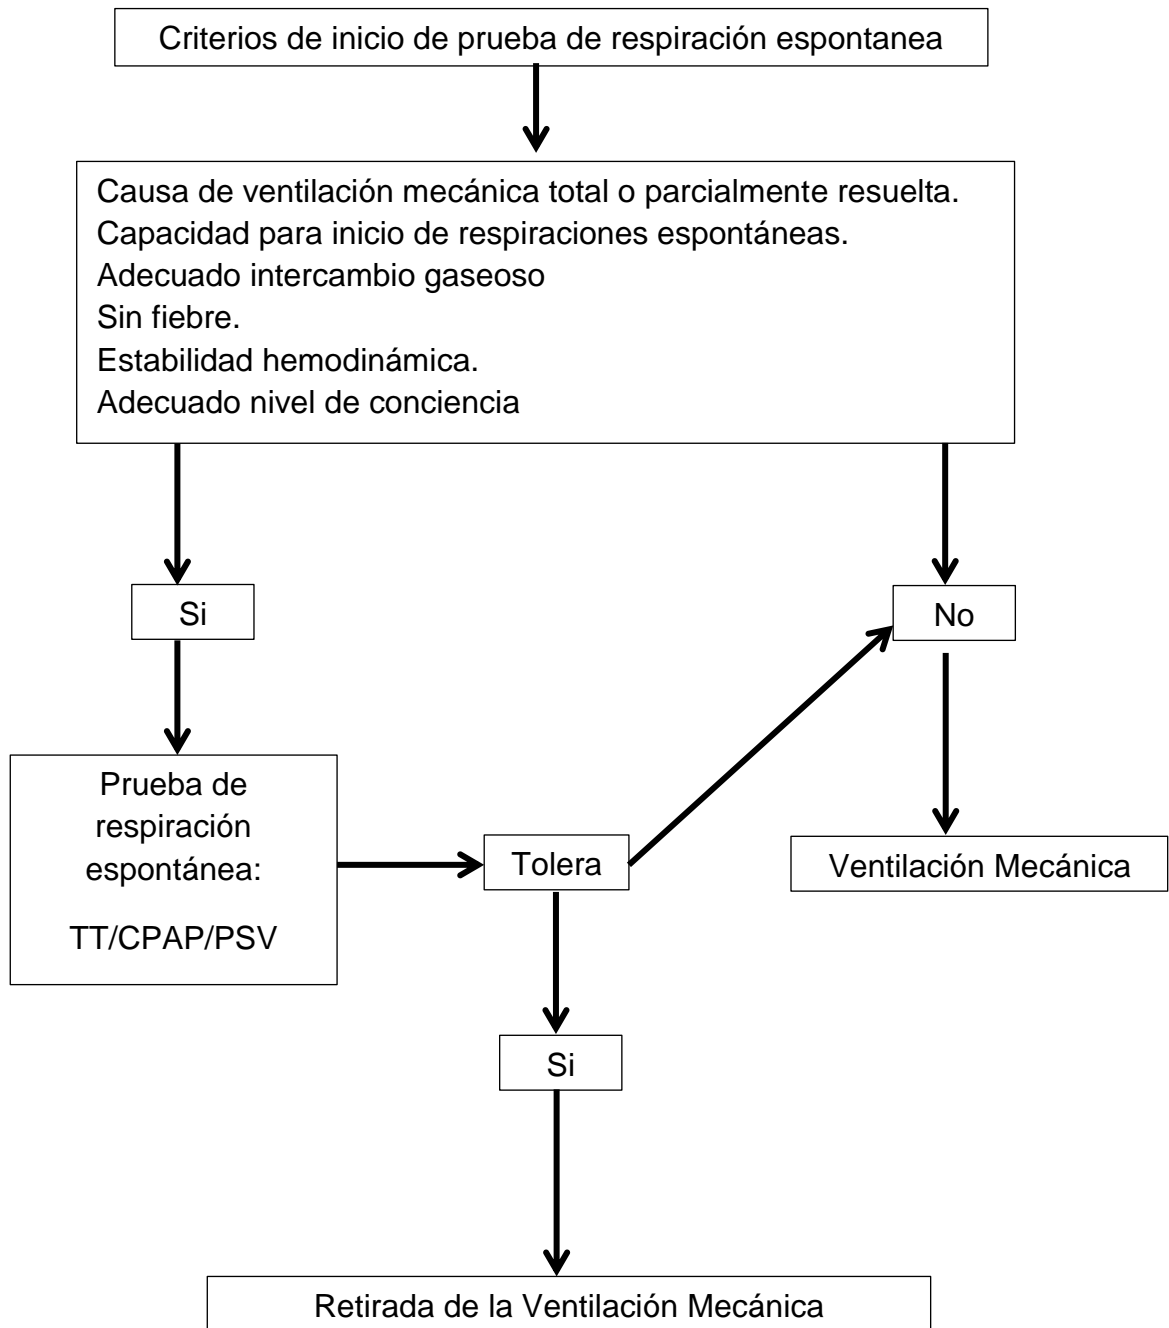 Criterios de inicio de prueba de respiración espontanea
Causa de ventilación mecánica total o parcialmente resuelta.
Capacidad para inicio de respiraciones espontáneas.
Adecuado intercambio gaseoso
Sin fiebre.
Estabilidad hemodinámica.
Adecuado nivel de conciencia
Si
No
Prueba de
respiración
espontánea:
TT/CPAP/PSV
Tolera
Ventilación Mecánica
Si
Retirada de la Ventilación Mecánica